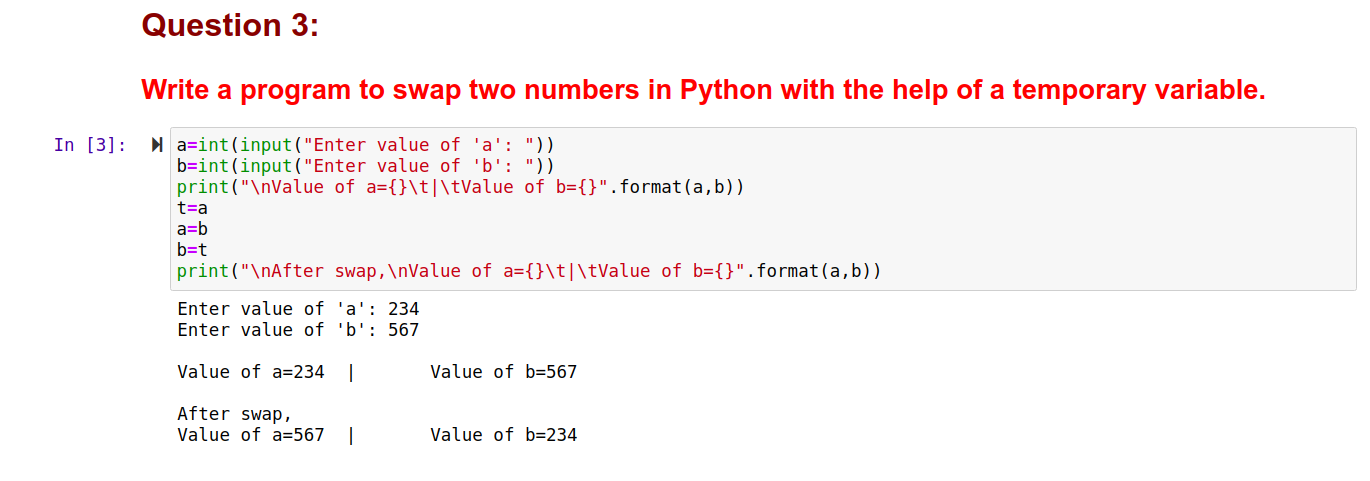 Question 3:
Write a program to swap two numbers in Python with the help of a temporary variable.
In [3]:
a=int(input("Enter value of 'a': "))
b=int(input("Enter value of 'b': "))
print("\nValue of a={}\t|\tValue of b={}".format(a,b))
t=a
a=b
b=t
print("\nAfter swap,\nValue of a={}\t|\tValue of b={}".format(a,b))
Enter value of 'a': 234
Enter value of 'b': 567
Value of a=234  |       Value of b=567
After swap,
Value of a=567  |       Value of b=234